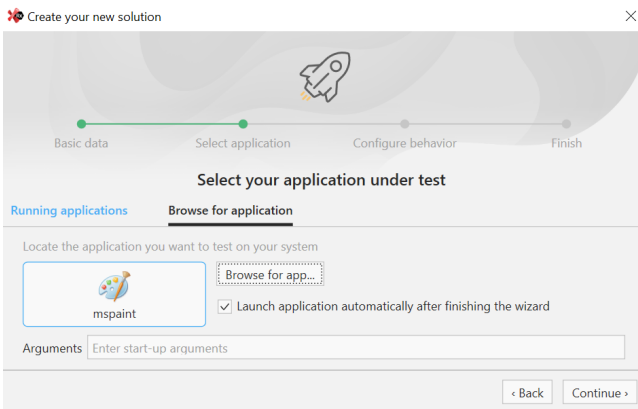 Create your new solution
Basic data Select application Configure behavior Finish
Select your application under test
Running applications Browse for application
Locate the application you want to test on your system
Browse for app...
mspaint
Launch application automatically after finishing the wizard
Arguments Enter start-up arguments
‹ Back Continue ›